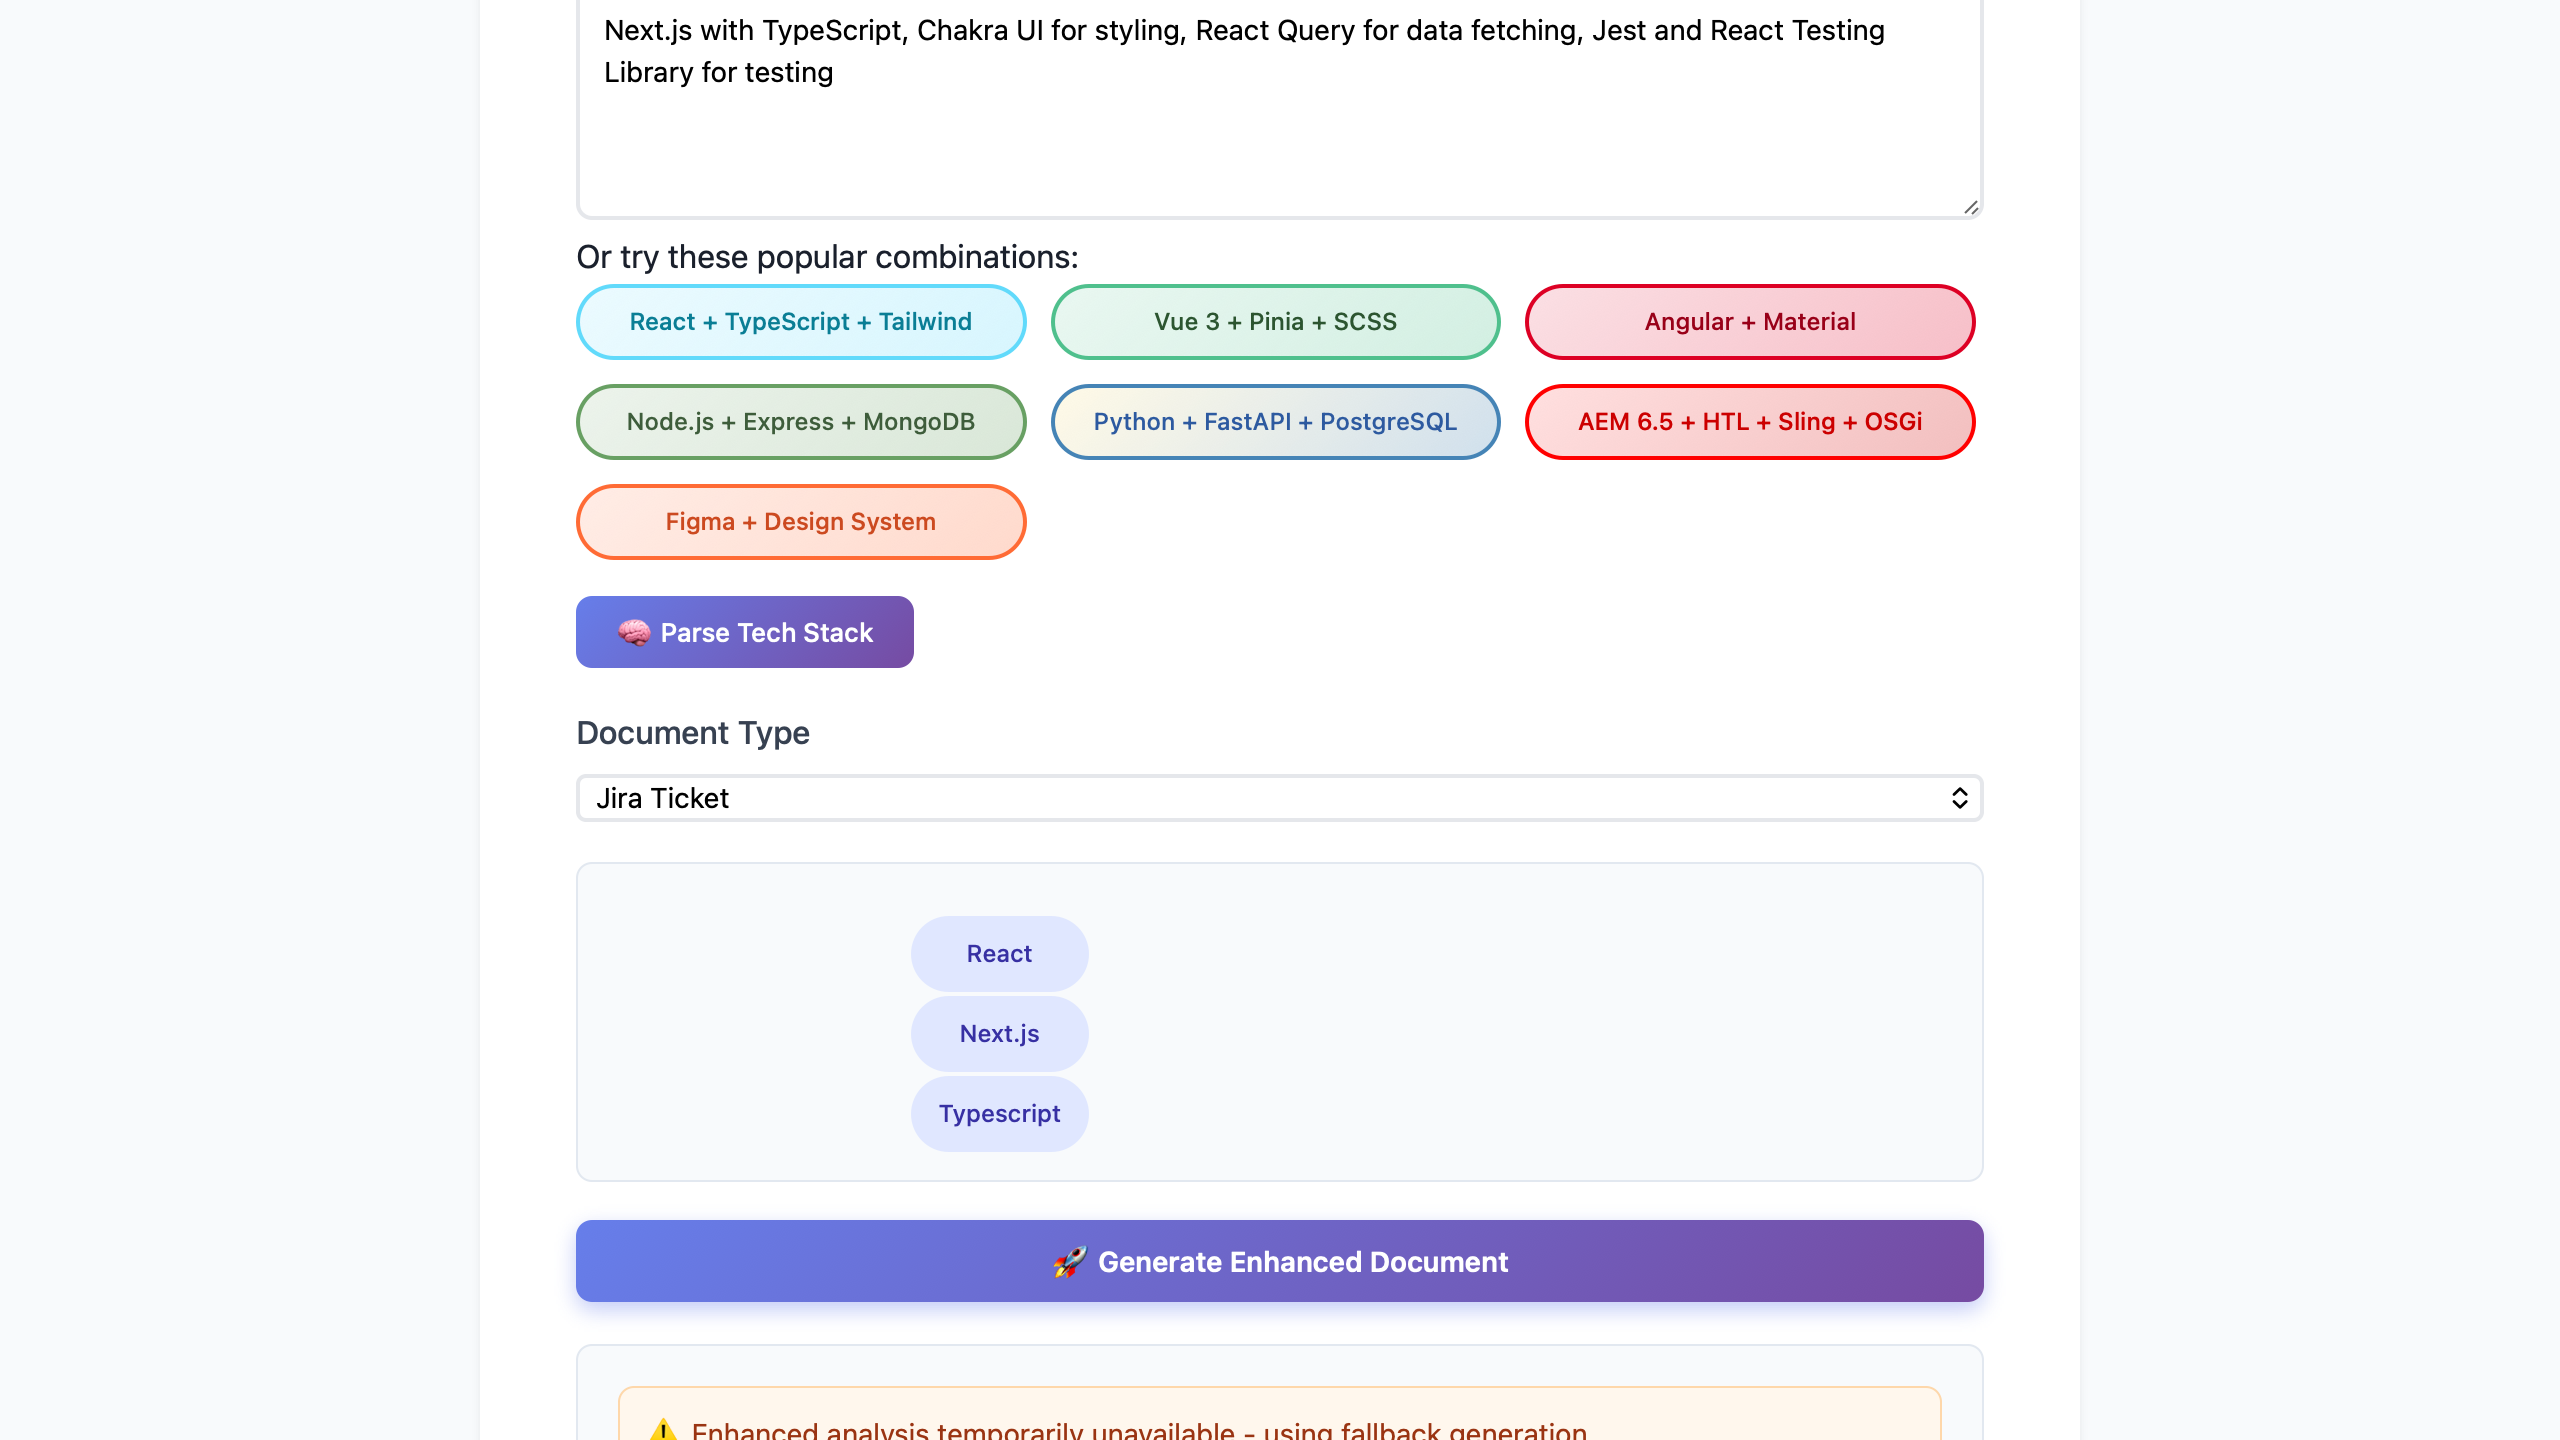 Next.js with TypeScript, Chakra UI for styling, React Query for data fetching, Jest and React Testing
Library for testing
Or try these popular combinations:
React + TypeScript + Tailwind
Vue 3 + Pinia + SCSS
Angular + Material
Node.js + Express + MongoDB
Python + FastAPI + PostgreSQL
AEM 6.5 + HTL + Sling + OSGi
Figma + Design System
🧠 Parse Tech Stack
Document Type
Jira Ticket
React
Next.js
Typescript
🚀 Generate Enhanced Document
⚠️ Enhanced analysis temporarily unavailable - using fallback generation